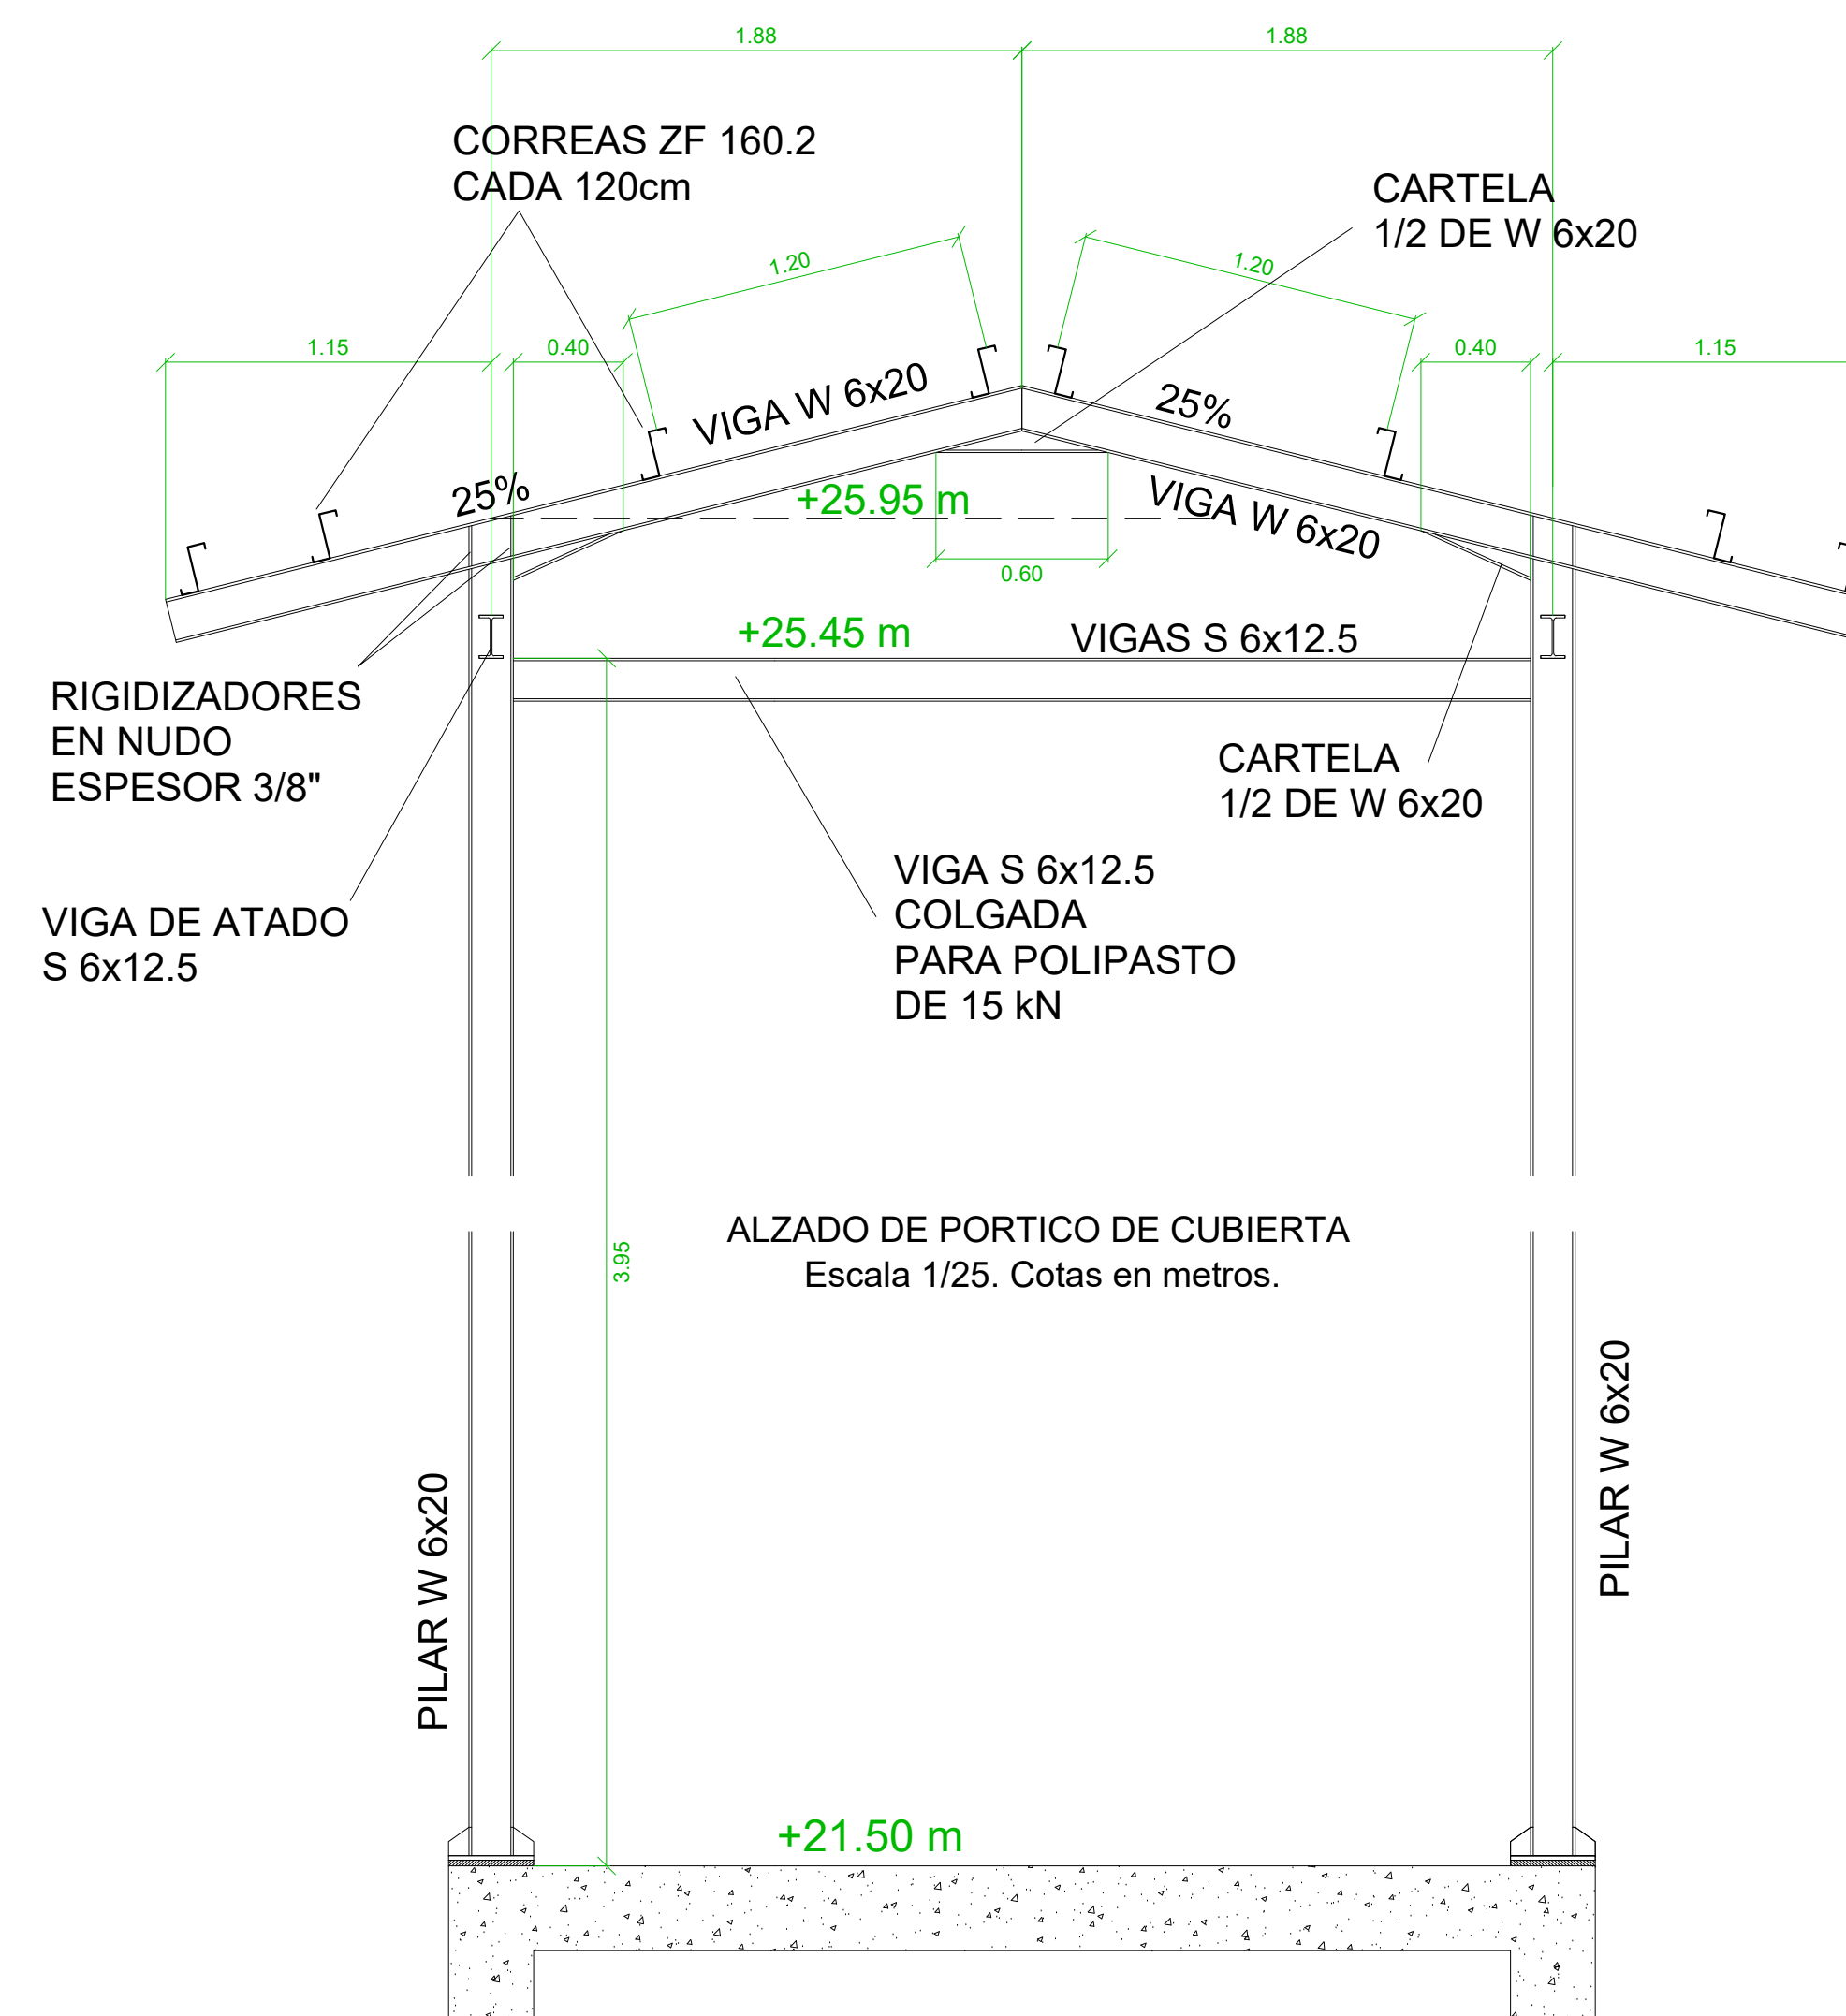 1.88
1.88
CORREAS ZF 160.2
CADA 120cm
CARTELA
1/2 DE W 6x20
1.20
1.20
1.15
0.40
0.40
1.15
VIGA W 6x20
25%
25%
+25.95 m
VIGA W 6x20
0.60
+25.45 m
VIGAS S 6x12.5
RIGIDIZADORES
EN NUDO
ESPESOR 3/8"
CARTELA
1/2 DE W 6x20
VIGA S 6x12.5
COLGADA
PARA POLIPASTO
DE 15 kN
VIGA DE ATADO
S 6x12.5
3.95
ALZADO DE PORTICO DE CUBIERTA
Escala 1/25. Cotas en metros.
PILAR W 6x20
PILAR W 6x20
+21.50 m